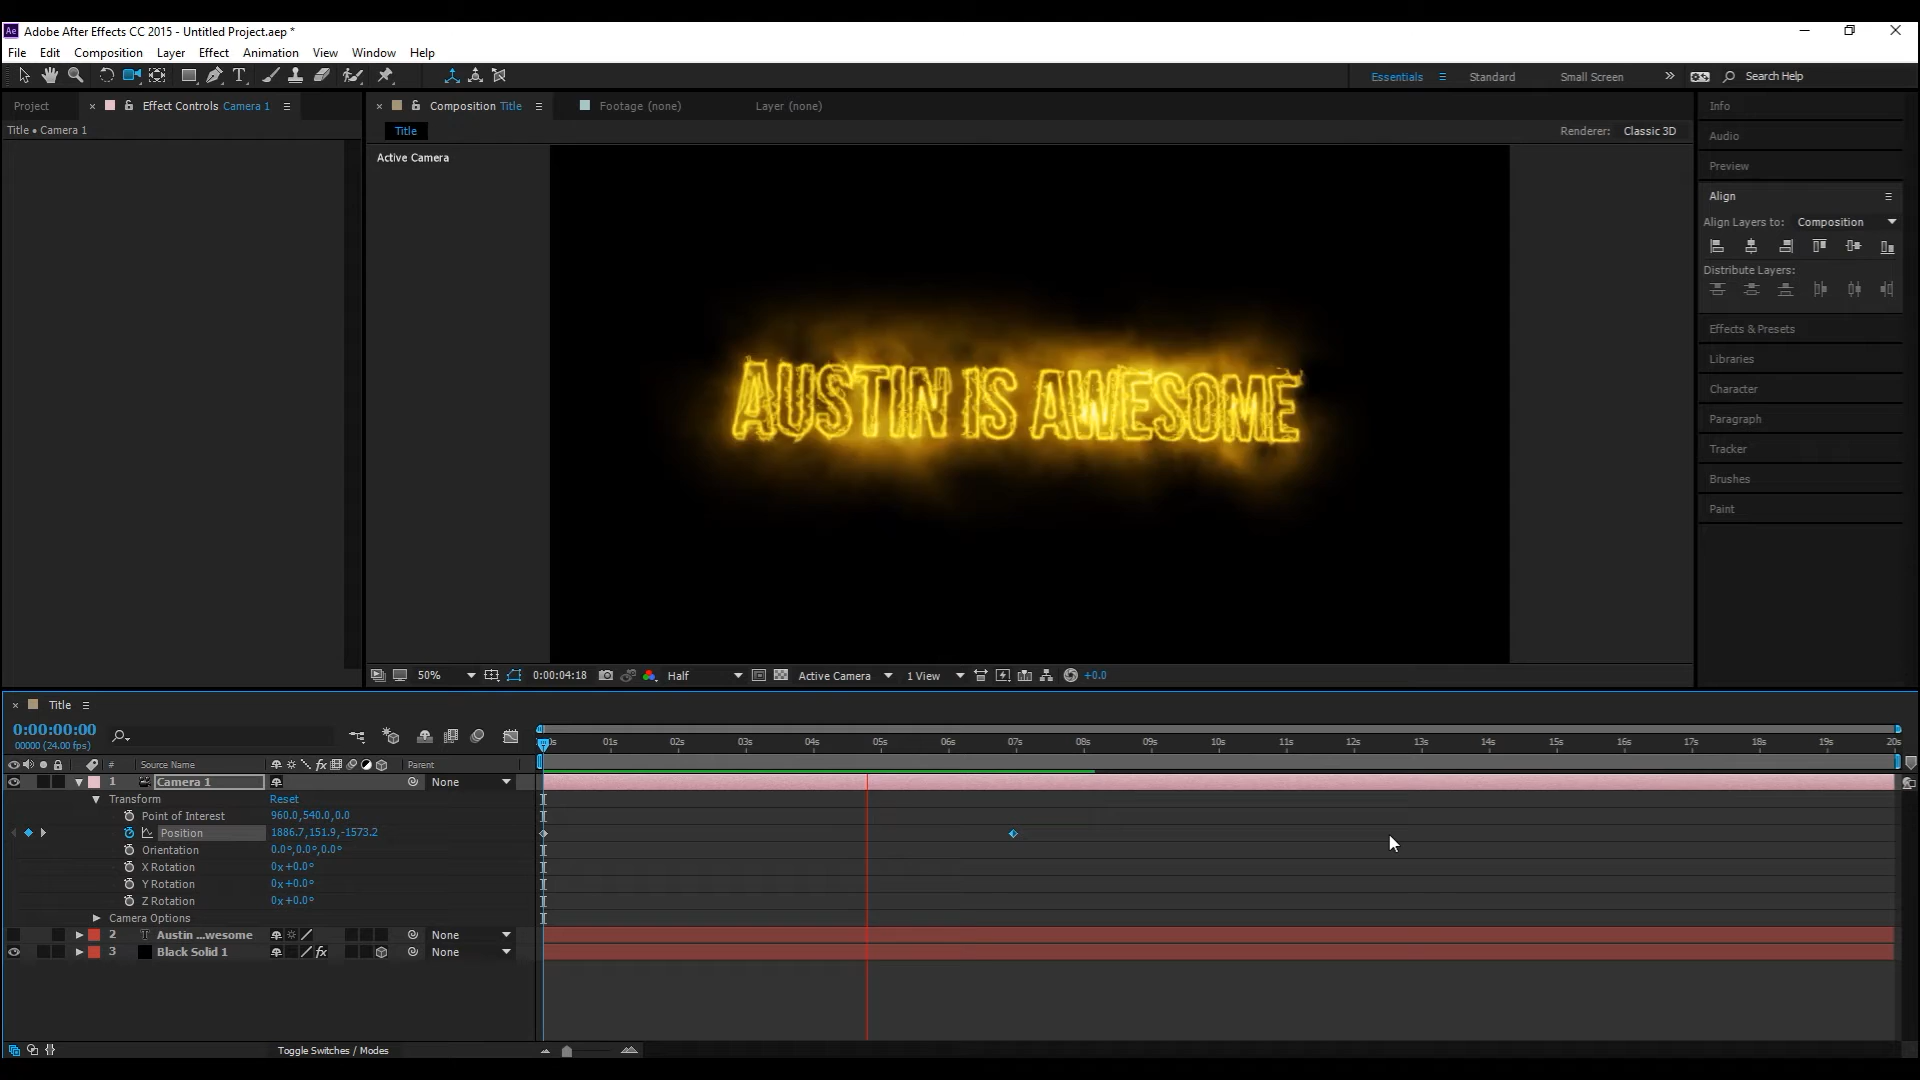 Ae Adobe After Effects CC 2015 - Untitled Project.aep *
File Edit Composition Layer Effect Animation View Window Help
T Essentials Standard Small Screen Search Help
Project Effect Controls Camera 1 Composition Title Footage (none) Layer (none) Info
Title • Camera 1 Title Renderer: Classic 3D Audio
Active Camera
Preview
Align
Align Layers to: Composition
Distribute Layers:
Effects & Presets
Libraries
Character
Paragraph
Tracker
Brushes
Paint
AUSTIN IS AWESOME
50% 0:00:04:18 Half Active Camera 1 View +0.0
Title
0:00:00:00
00000 (24.00 fps)
0s 01s 02s 03s 04s 05s 06s 07s 08s 09s 10s 11s 12s 13s 14s 15s 16s 17s 18s 19s 20s
# Source Name fx Parent
1 Camera 1 None
Transform Reset
Point of Interest 960.0,540.0,0.0
Position 1886.7,151.9,-1573.2
Orientation 0.0°,0.0°,0.0°
X Rotation 0x+0.0°
Y Rotation 0x+0.0°
Z Rotation 0x+0.0°
Camera Options
2 T Austin ...wesome None
3 Black Solid 1 fx None
Toggle Switches / Modes